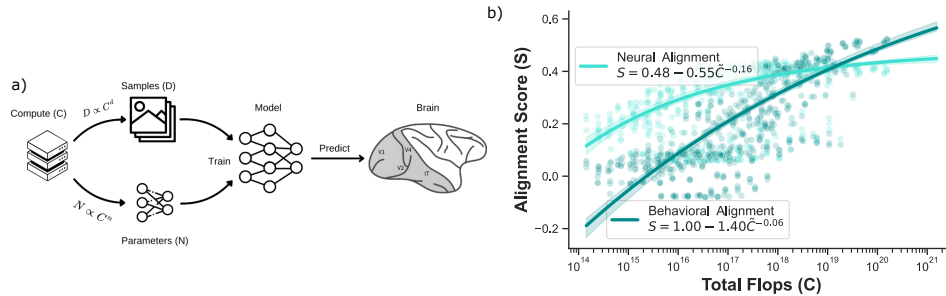 a)
Compute (C)
D ∝ C^d
Samples (D)
N ∝ C^n
Parameters (N)
Train
Model
Predict
Brain
V1
V4
V2
IT
b)
Alignment Score (S)
0.6
0.4
0.2
0.0
−0.2
Neural Alignment
S = 0.48 − 0.55C̃^−0.16
Behavioral Alignment
S = 1.00 − 1.40C̃^−0.06
10^14 10^15 10^16 10^17 10^18 10^19 10^20 10^21
Total Flops (C)